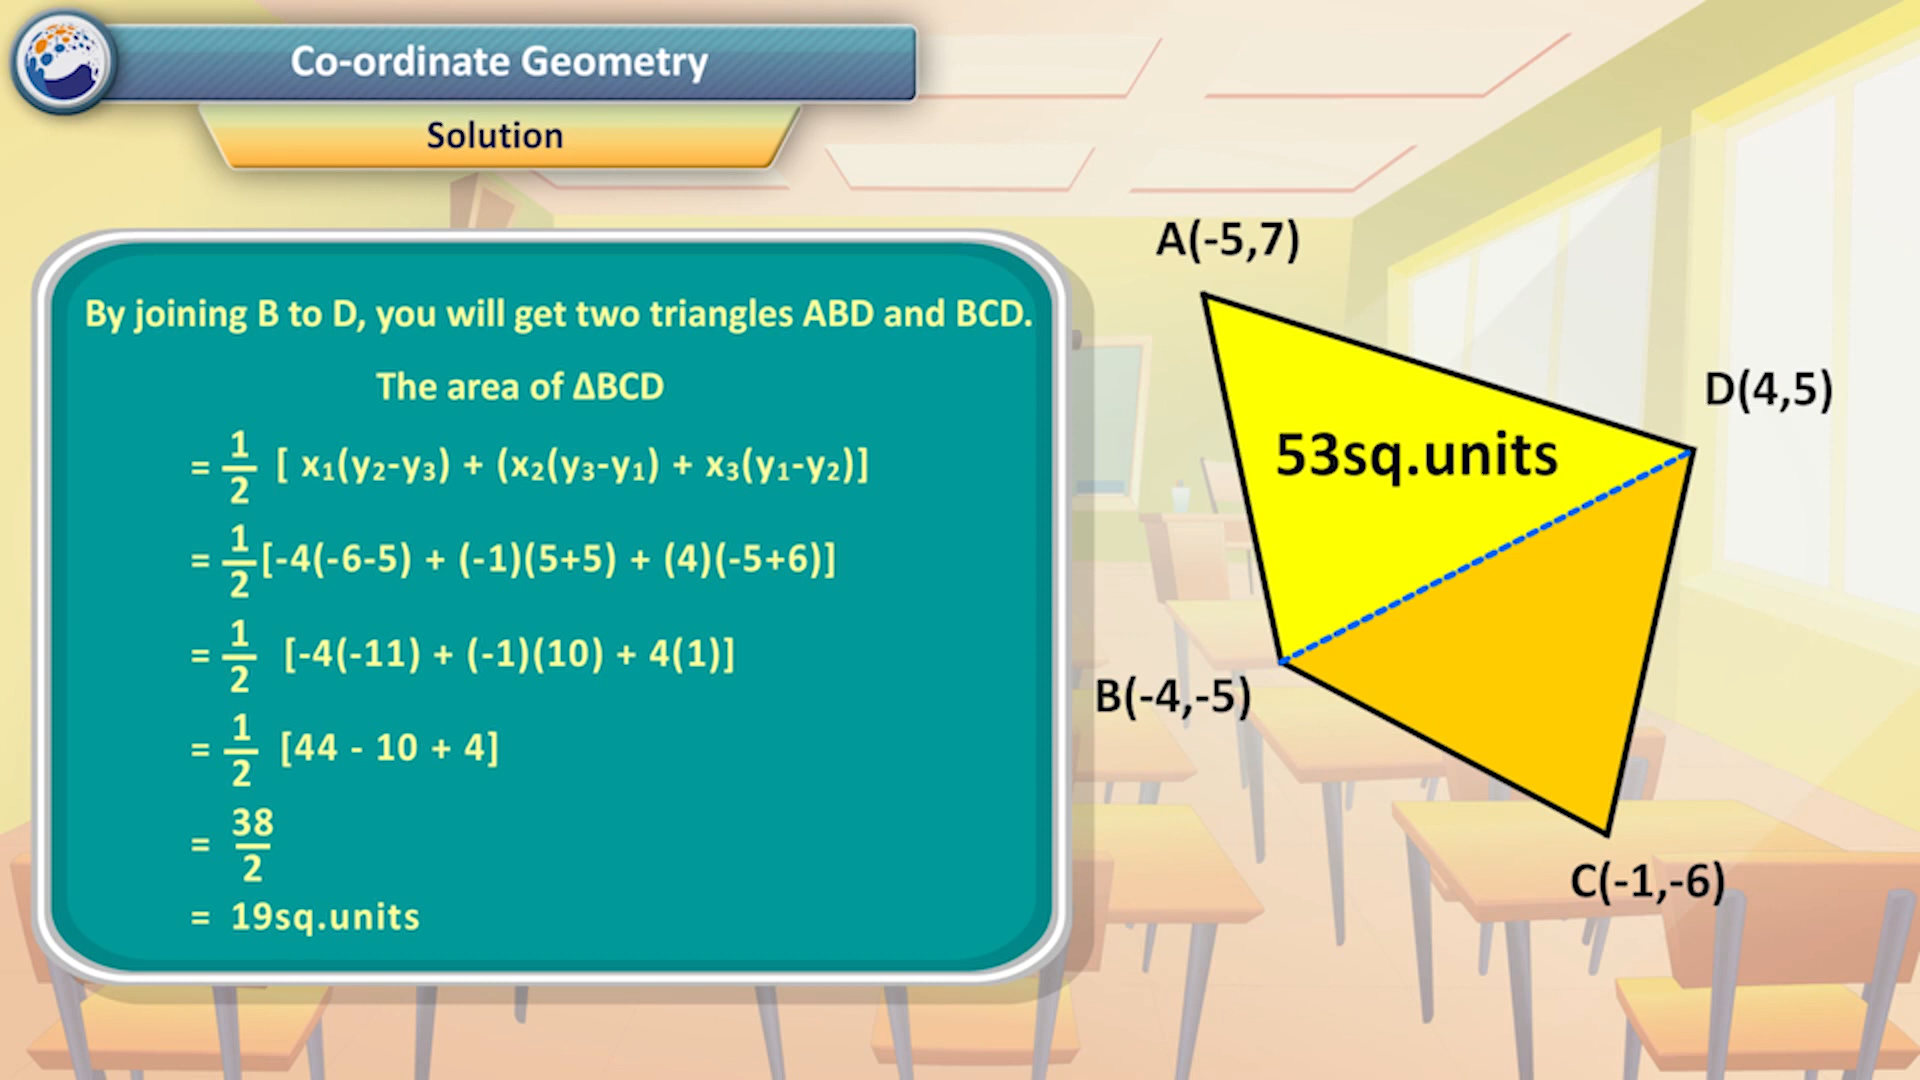 Co-ordinate Geometry
Solution
By joining B to D, you will get two triangles ABD and BCD.
The area of ΔBCD
= 1/2 [ x₁(y₂-y₃) + (x₂(y₃-y₁) + x₃(y₁-y₂)]
= 1/2 [-4(-6-5) + (-1)(5+5) + (4)(-5+6)]
= 1/2 [-4(-11) + (-1)(10) + 4(1)]
= 1/2 [44 - 10 + 4]
= 38/2
= 19sq.units
A(-5,7)
D(4,5)
53sq.units
B(-4,-5)
C(-1,-6)